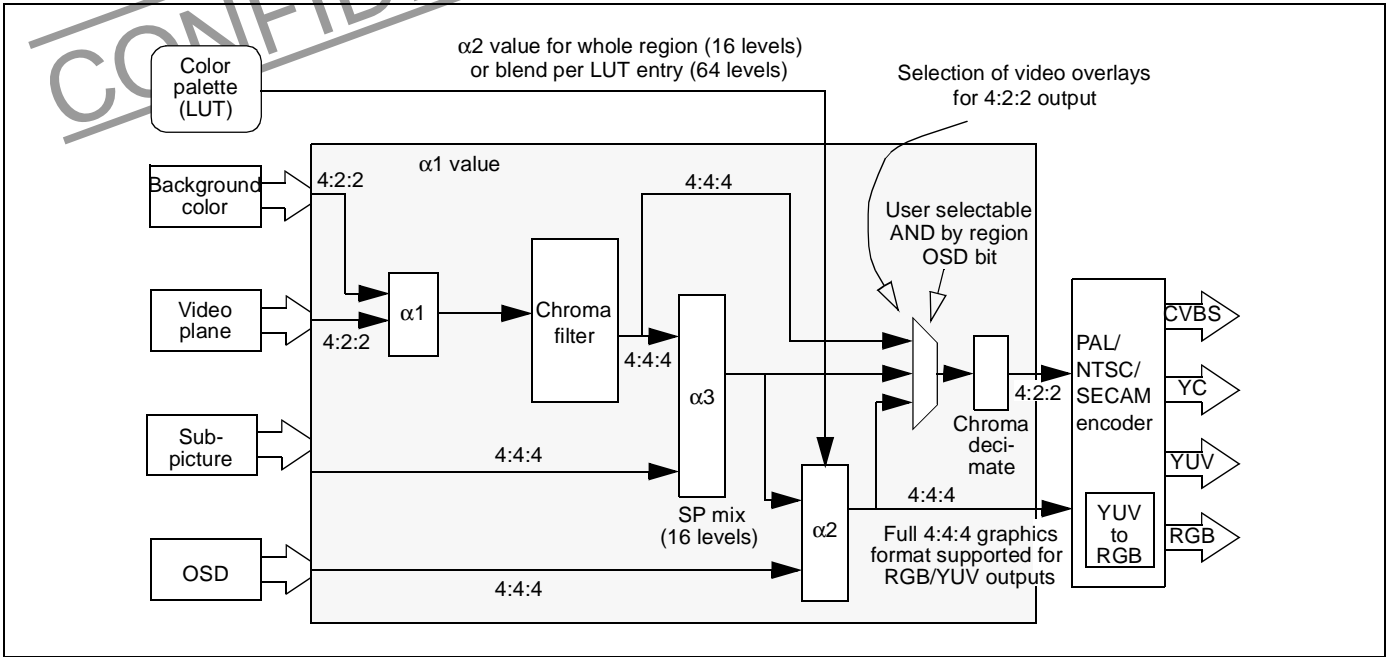 CONFID
Color
palette
(LUT)
α2 value for whole region (16 levels)
or blend per LUT entry (64 levels)
Selection of video overlays
for 4:2:2 output
α1 value
Background
color
4:2:2
4:4:4
User selectable
AND by region
OSD bit
Video
plane
4:2:2
α1
Chroma
filter
4:4:4
α3
SP mix
(16 levels)
Sub-
picture
4:4:4
OSD
4:4:4
α2
Chroma
deci-
mate
4:2:2
4:4:4
Full 4:4:4 graphics
format supported for
RGB/YUV outputs
PAL/
NTSC/
SECAM
encoder
YUV
to
RGB
CVBS
YC
YUV
RGB